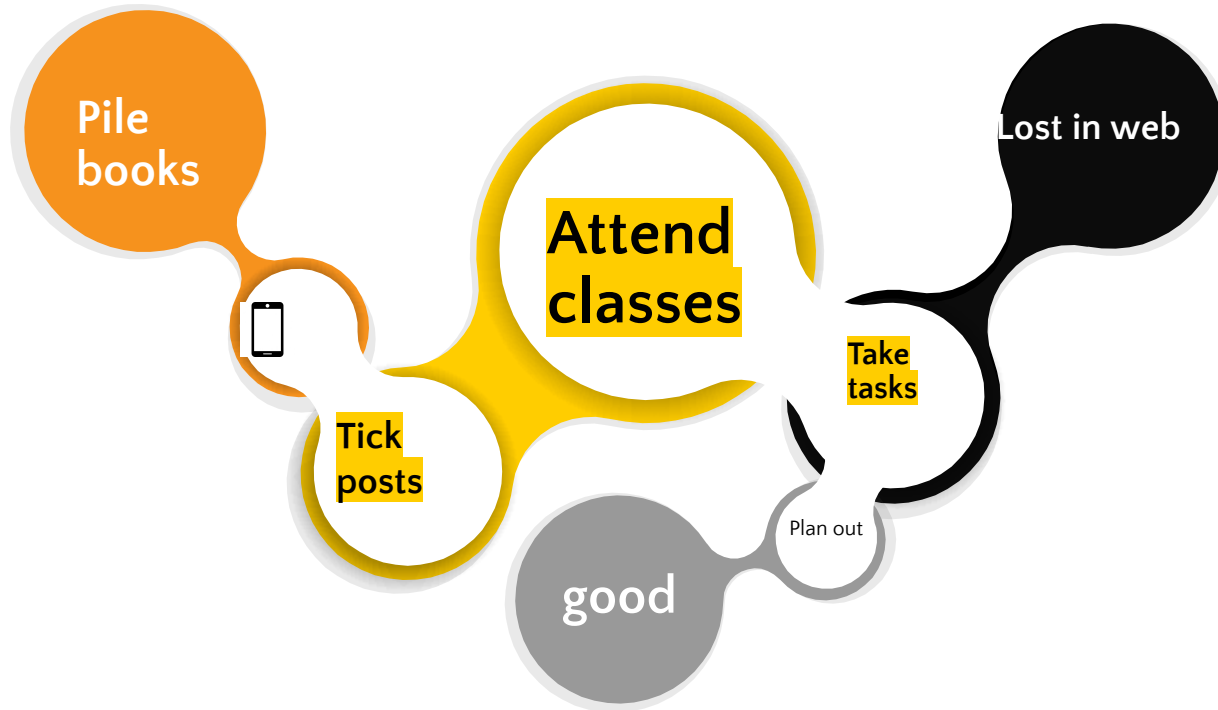 Pile
books
Lost in web
Attend
classes
Take
tasks
Tick
posts
Plan out
good